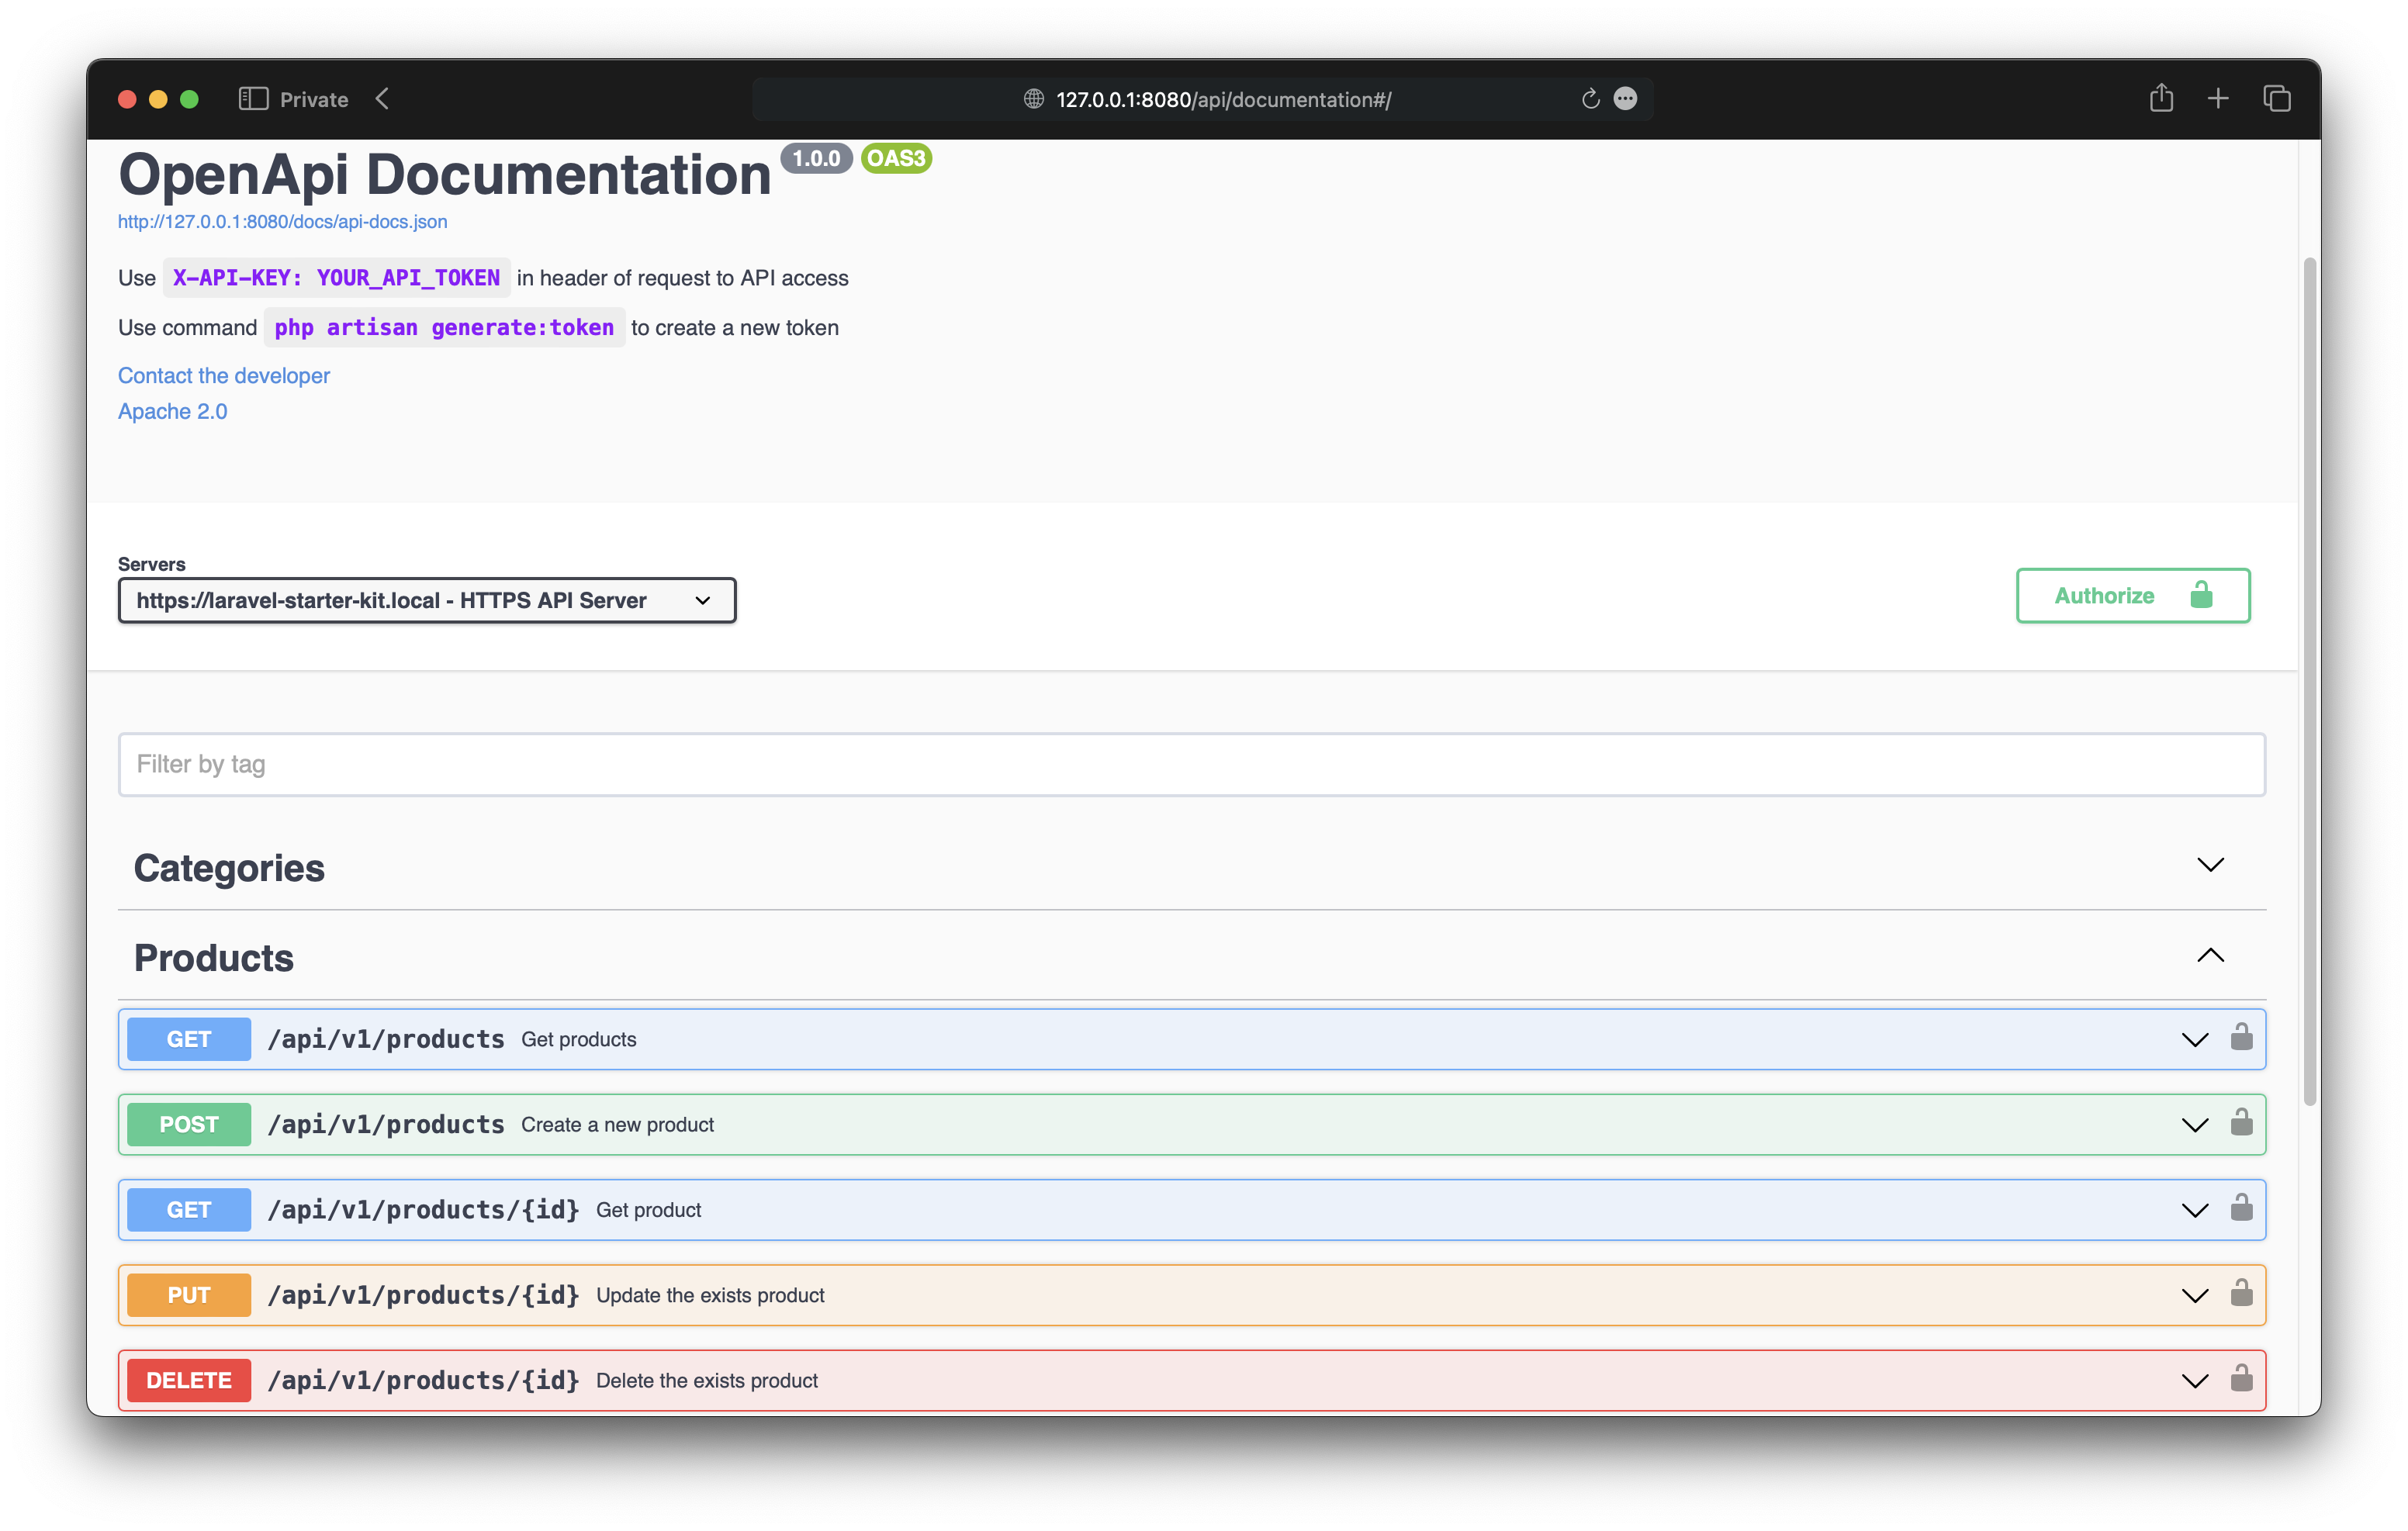 Private 127.0.0.1:8080/api/documentation#/
OpenApi Documentation 1.0.0 OAS3
http://127.0.0.1:8080/docs/api-docs.json
Use X-API-KEY: YOUR_API_TOKEN in header of request to API access
Use command php artisan generate:token to create a new token
Contact the developer
Apache 2.0
Servers
https://laravel-starter-kit.local - HTTPS API Server
Authorize
Filter by tag
Categories
Products
GET /api/v1/products Get products
POST /api/v1/products Create a new product
GET /api/v1/products/{id} Get product
PUT /api/v1/products/{id} Update the exists product
DELETE /api/v1/products/{id} Delete the exists product